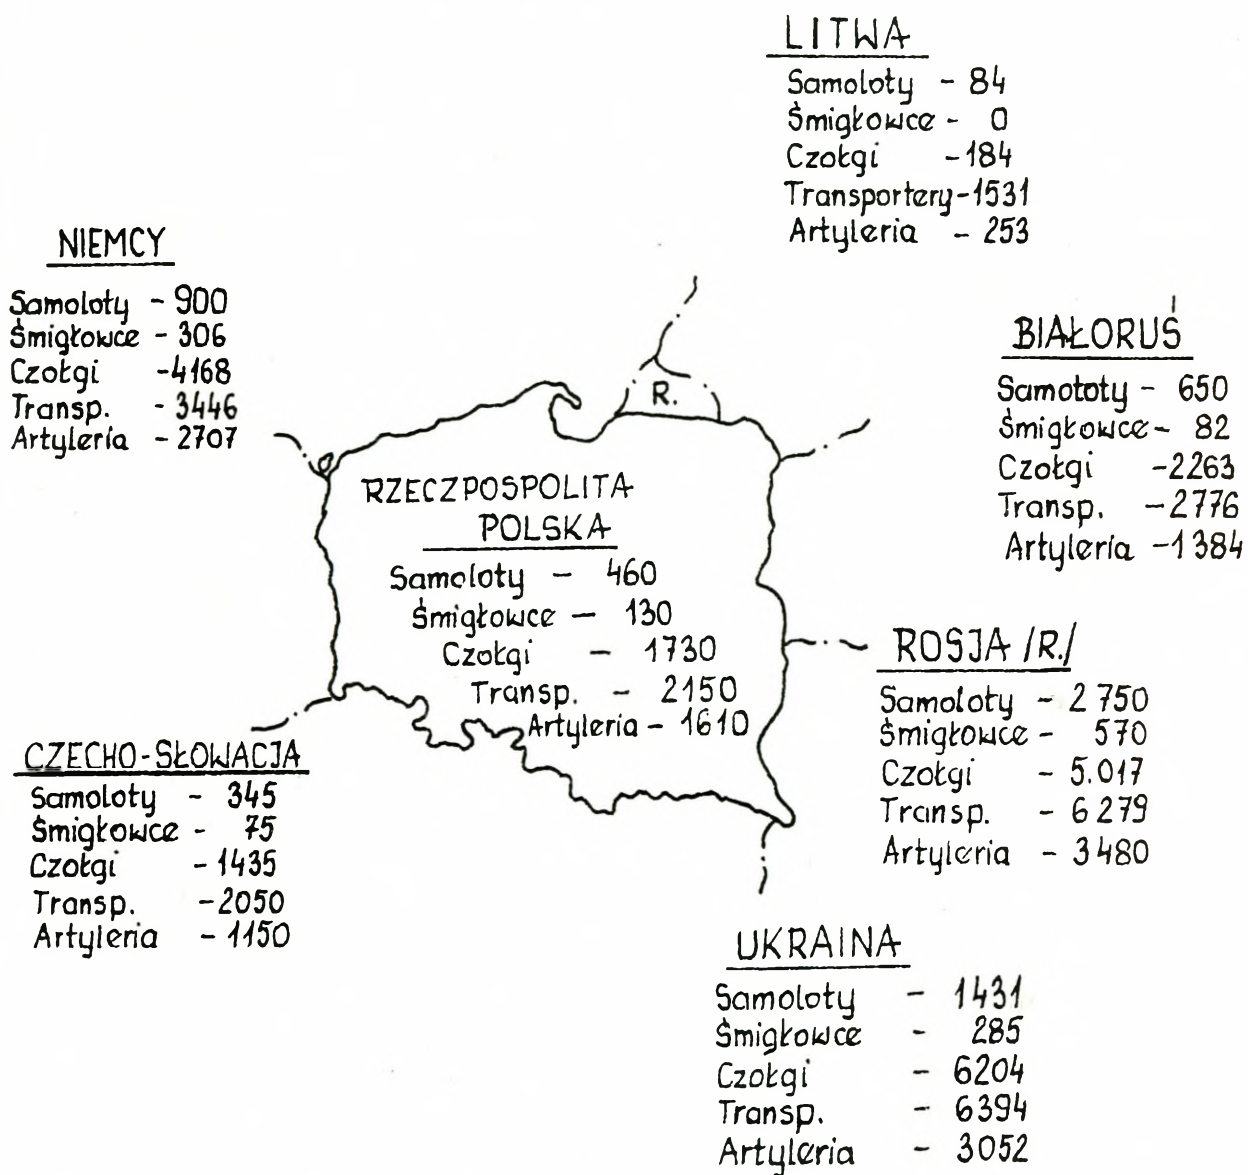 LITWA
Samoloty - 84
Śmigłowce - 0
Czołgi - 184
Transportery - 1531
Artyleria - 253
NIEMCY
Samoloty - 900
Śmigłowce - 306
Czołgi - 4168
Transp. - 3446
Artyleria - 2707
BIAŁORUŚ
Samołoty - 650
Śmigłowce - 82
Czołgi - 2263
Transp. - 2776
Artyleria - 1384
R.
RZECZPOSPOLITA
POLSKA
Samoloty - 460
Śmigłowce - 130
Czołgi - 1730
Transp. - 2150
Artyleria - 1610
ROSJA /R./
Samoloty - 2 750
Śmigłowce - 570
Czołgi - 5.017
Transp. - 6 279
Artyleria - 3480
CZECHO-SŁOWACJA
Samoloty - 345
Śmigłowce - 75
Czołgi - 1435
Transp. - 2050
Artyleria - 1150
UKRAINA
Samoloty - 1431
Śmigłowce - 285
Czołgi - 6204
Transp. - 6394
Artyleria - 3052